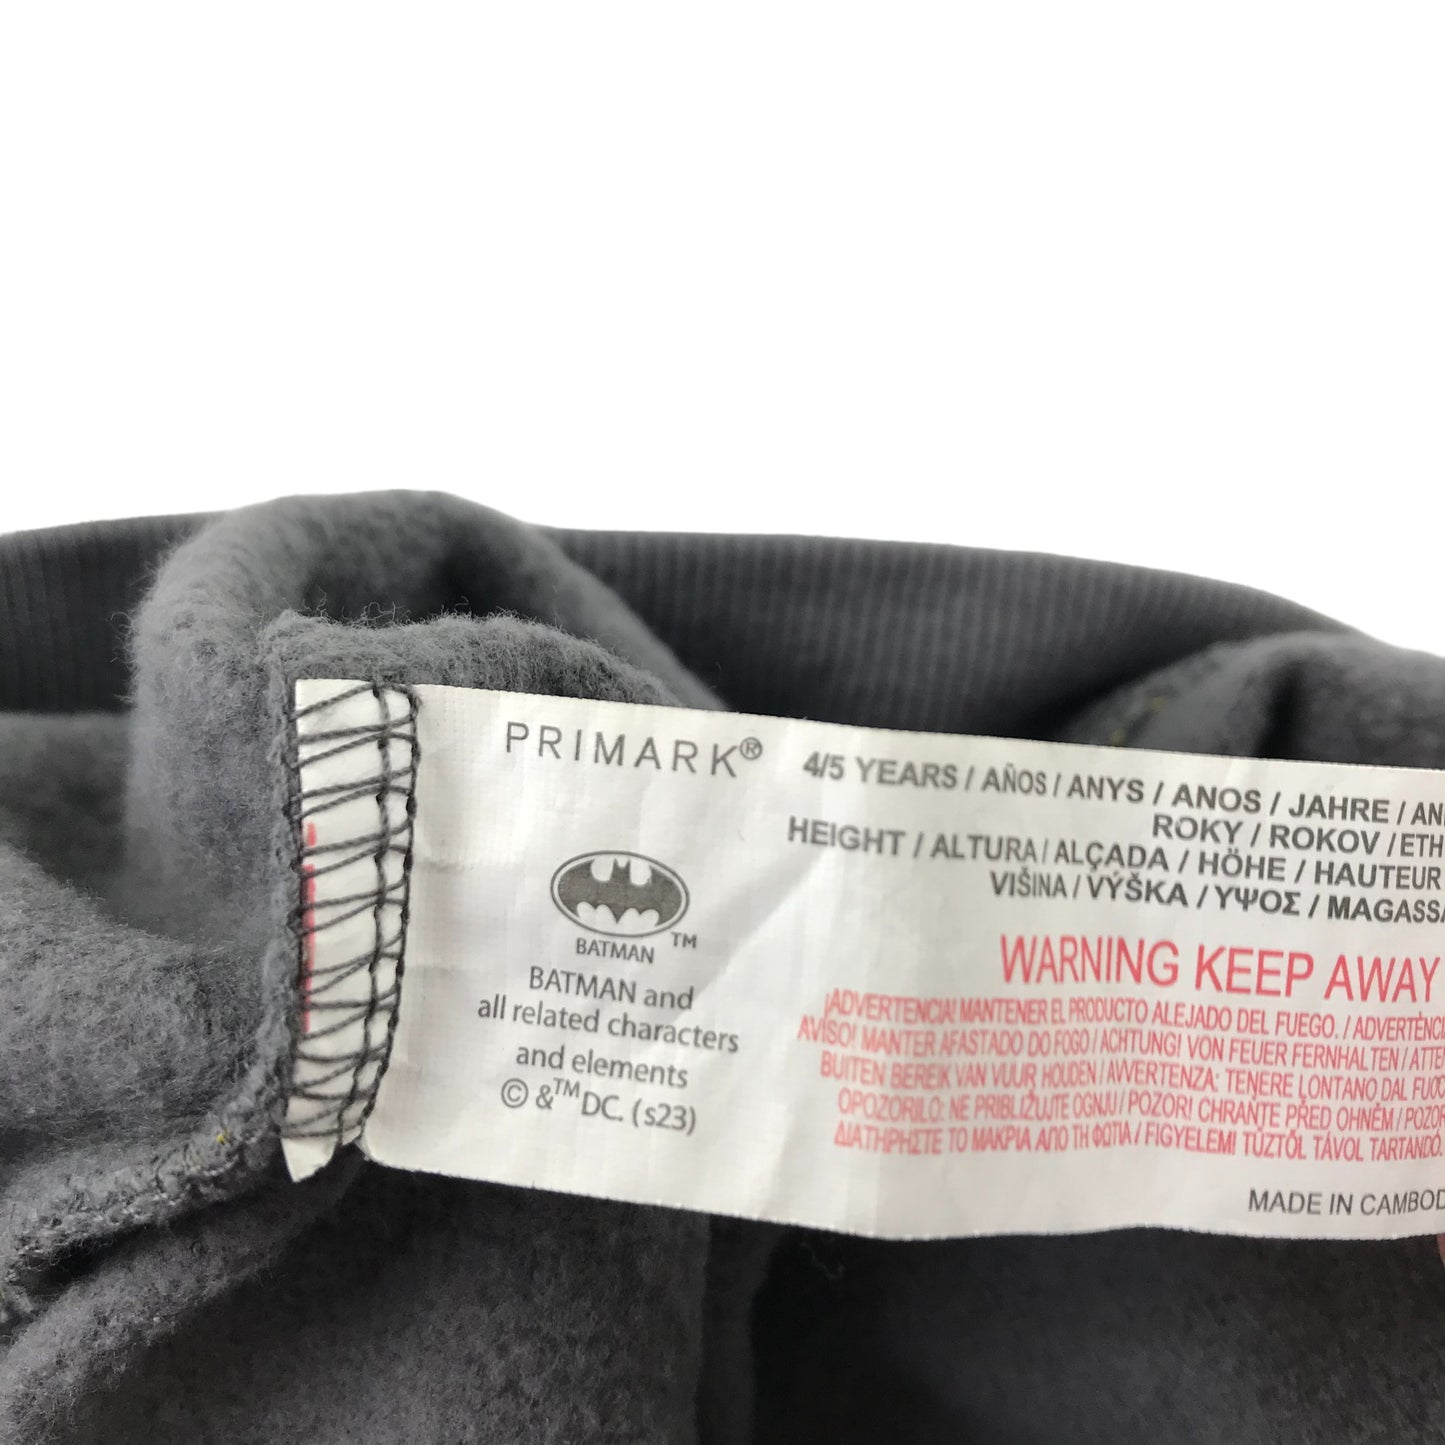 PRIMARK®
4/5 YEARS / AÑOS / ANYS / ANOS / JAHRE / AN
ROKY / ROKOV / ETH
HEIGHT / ALTURA / ALÇADA / HÖHE / HAUTEUR
VIŠINA / VÝŠKA / ΥΨΟΣ / MAGASSA
BATMAN ™
BATMAN and
all related characters
and elements
© & ™ DC. (s23)
WARNING KEEP AWAY
¡ADVERTENCIA! MANTENER EL PRODUCTO ALEJADO DEL FUEGO. / ADVERTÈNC
AVISO! MANTER AFASTADO DO FOGO / ACHTUNG! VON FEUER FERNHALTEN / ATTE
BUITEN BEREIK VAN VUUR HOUDEN / AVVERTENZA: TENERE LONTANO DAL FUOC
OPOZORILO: NE PRIBLIŽUJTE OGNJU / POZOR! CHRAŇTE PŘED OHNĚM / POZOR
ΔΙΑΤΗΡΗΣΤΕ ΤΟ ΜΑΚΡΙΑ ΑΠΟ ΤΗ ΦΩΤΙΑ / FIGYELEM! TŰZTŐL TÁVOL TARTANDÓ.
MADE IN CAMBOD